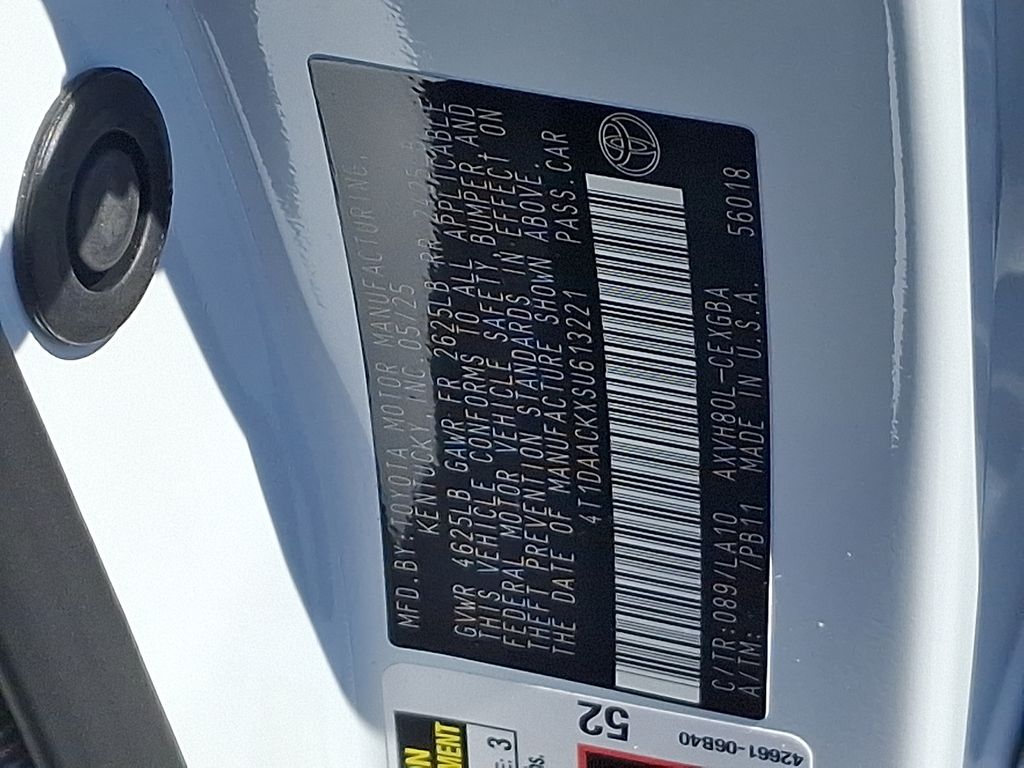 MFD.BY:TOYOTA MOTOR MANUFACTURING,
KENTUCKY, INC. 05/25
GVWR 4625LB GAWR FR 2625LB RR
THIS VEHICLE CONFORMS TO ALL APPLICABLE
FEDERAL MOTOR VEHICLE SAFETY, BUMPER, AND
THEFT PREVENTION STANDARDS IN EFFECT ON
THE DATE OF MANUFACTURE SHOWN ABOVE.
4T1DAACKXSU613221 PASS.CAR
C/TR:089/LA10 AXVH80L-CEXGBA 56018
A/TM: /PB11 MADE IN U.S.A.
52
42661-06B40
3